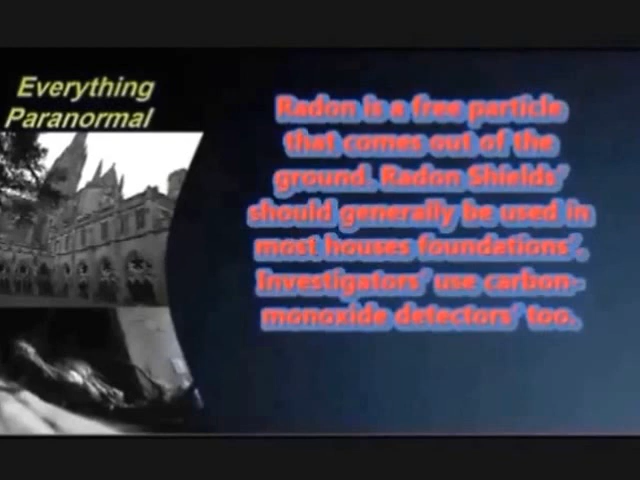 Everything
Paranormal
Radon is a free particle
that comes out of the
ground. Radon Shields'
should generally be used in
most houses foundations'.
Investigators' use carbon-
monoxide detectors' too.